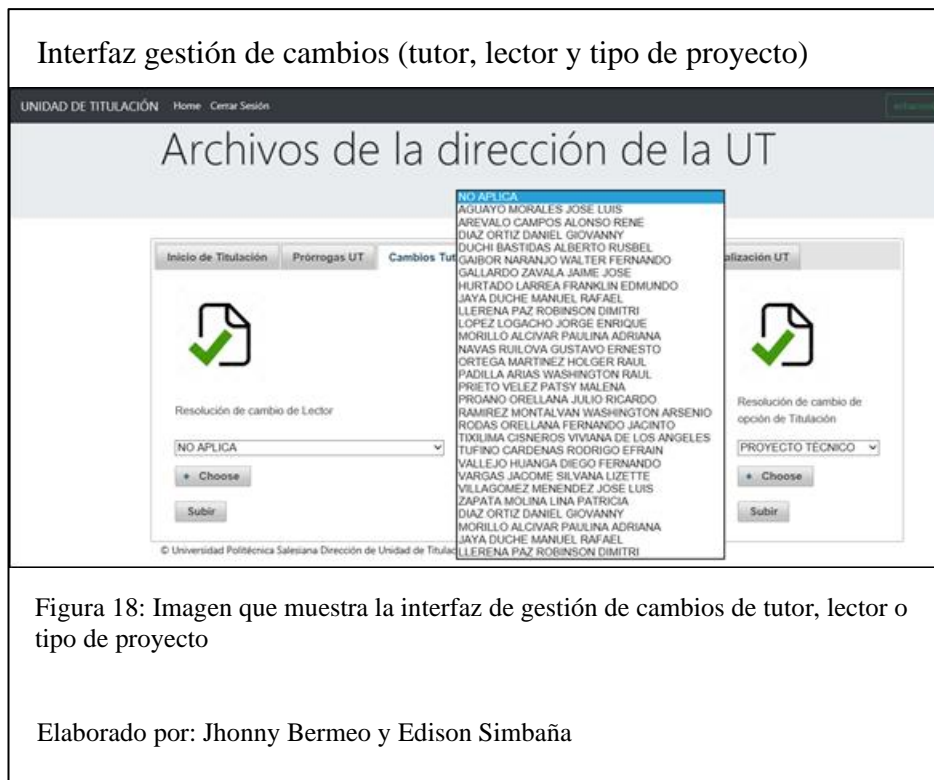 Interfaz gestión de cambios (tutor, lector y tipo de proyecto)
UNIDAD DE TITULACIÓN Home Cerrar Sesión
Archivos de la dirección de la UT
Inicio de Titulación
Prórrogas UT
Cambios Tut
alización UT
NO APLICA
AGUAYO MORALES JOSE LUIS
AREVALO CAMPOS ALONSO RENE
DIAZ ORTIZ DANIEL GIOVANNY
DUCHI BASTIDAS ALBERTO RUSBEL
GAIBOR NARANJO WALTER FERNANDO
GALLARDO ZAVALA JAIME JOSE
HURTADO LARREA FRANKLIN EDMUNDO
JAYA DUCHE MANUEL RAFAEL
LLERENA PAZ ROBINSON DIMITRI
LOPEZ LOGACHO JORGE ENRIQUE
MORILLO ALCIVAR PAULINA ADRIANA
NAVAS RUILOVA GUSTAVO ERNESTO
ORTEGA MARTINEZ HOLGER RAUL
PADILLA ARIAS WASHINGTON RAUL
PRIETO VELEZ PATSY MALENA
PROANO ORELLANA JULIO RICARDO
RAMIREZ MONTALVAN WASHINGTON ARSENIO
RODAS ORELLANA FERNANDO JACINTO
TIXILIMA CISNEROS VIVIANA DE LOS ANGELES
TUFINO CARDENAS RODRIGO EFRAIN
VALLEJO HUANGA DIEGO FERNANDO
VARGAS JACOME SILVANA LIZETTE
VILLAGOMEZ MENENDEZ JOSE LUIS
ZAPATA MOLINA LINA PATRICIA
DIAZ ORTIZ DANIEL GIOVANNY
MORILLO ALCIVAR PAULINA ADRIANA
JAYA DUCHE MANUEL RAFAEL
LLERENA PAZ ROBINSON DIMITRI
Resolución de cambio de Lector
NO APLICA
+ Choose
Subir
Resolución de cambio de
opción de Titulación
PROYECTO TÉCNICO
+ Choose
Subir
© Universidad Politécnica Salesiana Dirección de Unidad de Titulac
Figura 18: Imagen que muestra la interfaz de gestión de cambios de tutor, lector o
tipo de proyecto
Elaborado por: Jhonny Bermeo y Edison Simbaña